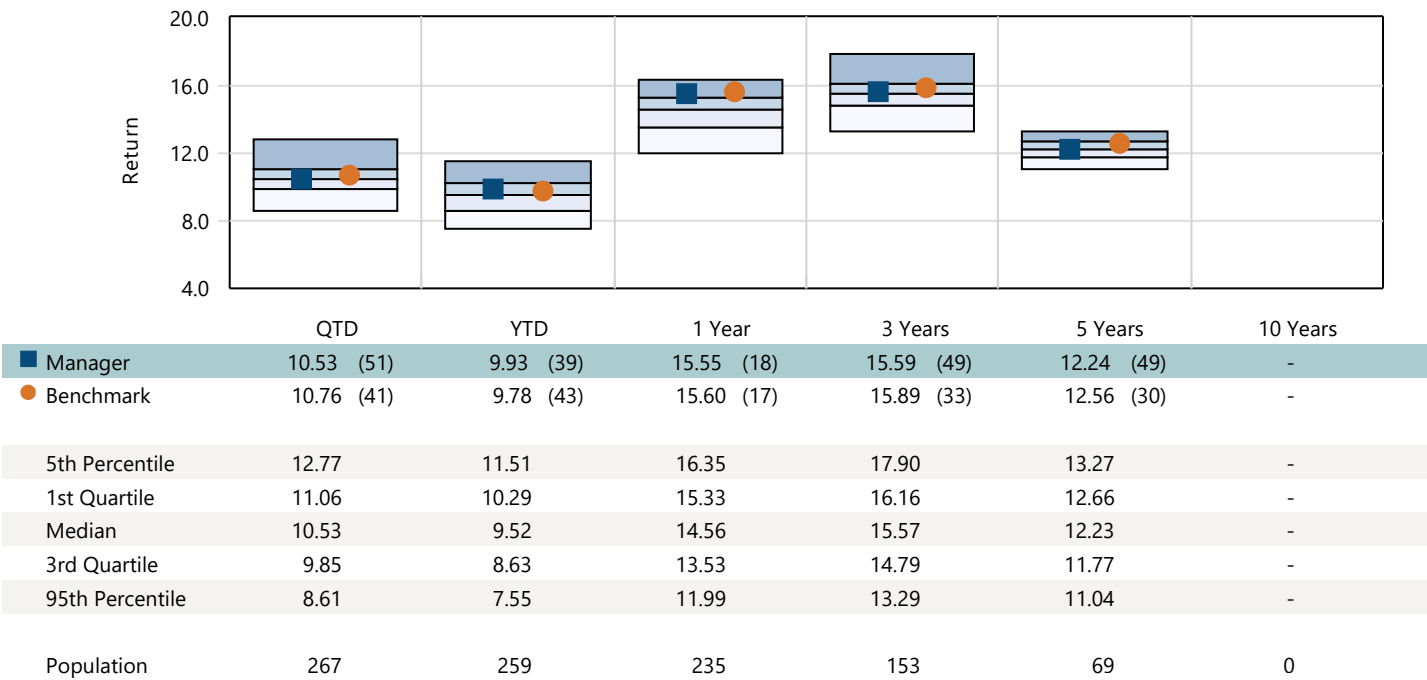 20.0
16.0
12.0
8.0
4.0
Return
QTD YTD 1 Year 3 Years 5 Years 10 Years
Manager 10.53 (51) 9.93 (39) 15.55 (18) 15.59 (49) 12.24 (49) -
Benchmark 10.76 (41) 9.78 (43) 15.60 (17) 15.89 (33) 12.56 (30) -
5th Percentile 12.77 11.51 16.35 17.90 13.27 -
1st Quartile 11.06 10.29 15.33 16.16 12.66 -
Median 10.53 9.52 14.56 15.57 12.23 -
3rd Quartile 9.85 8.63 13.53 14.79 11.77 -
95th Percentile 8.61 7.55 11.99 13.29 11.04 -
Population 267 259 235 153 69 0